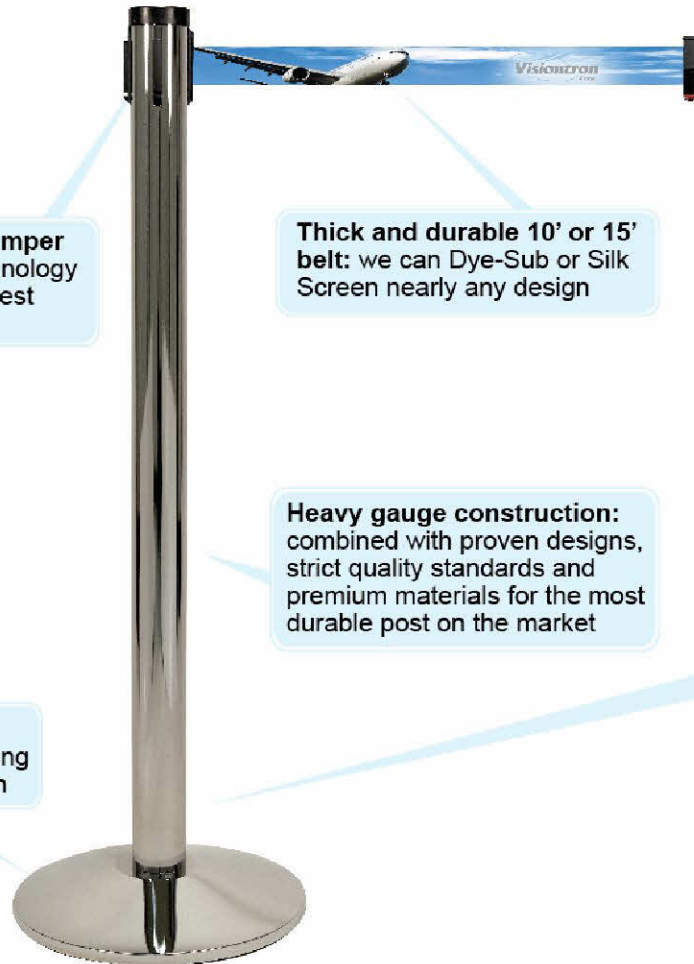 Visiontron
mper
nology
est
Thick and durable 10’ or 15’
belt: we can Dye-Sub or Silk
Screen nearly any design
Heavy gauge construction:
combined with proven designs,
strict quality standards and
premium materials for the most
durable post on the market
ng
n